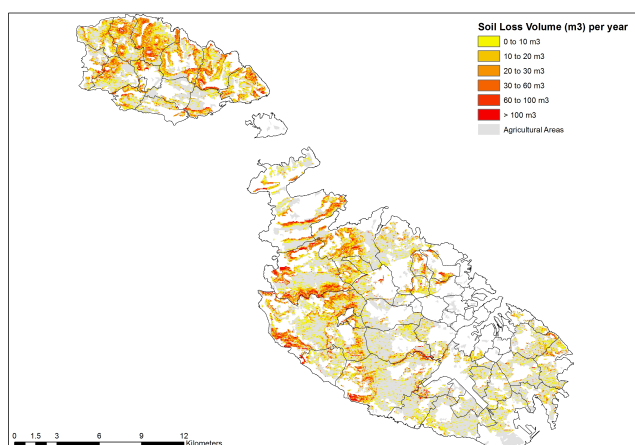 Soil Loss Volume (m3) per year
0 to 10 m3
10 to 20 m3
20 to 30 m3
30 to 60 m3
60 to 100 m3
> 100 m3
Agricultural Areas
0 1.5 3 6 9 12
Kilometers